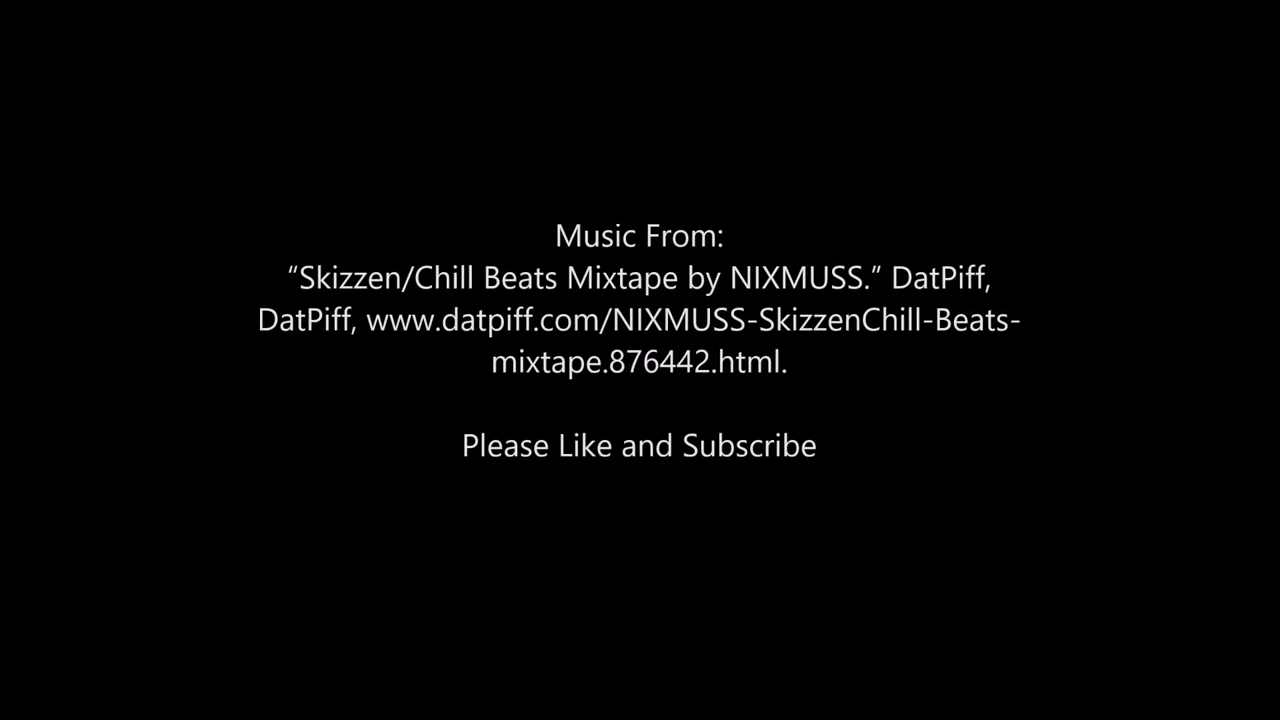 Music From:
“Skizzen/Chill Beats Mixtape by NIXMUSS.” DatPiff,
DatPiff, www.datpiff.com/NIXMUSS-SkizzenChill-Beats-
mixtape.876442.html.
Please Like and Subscribe